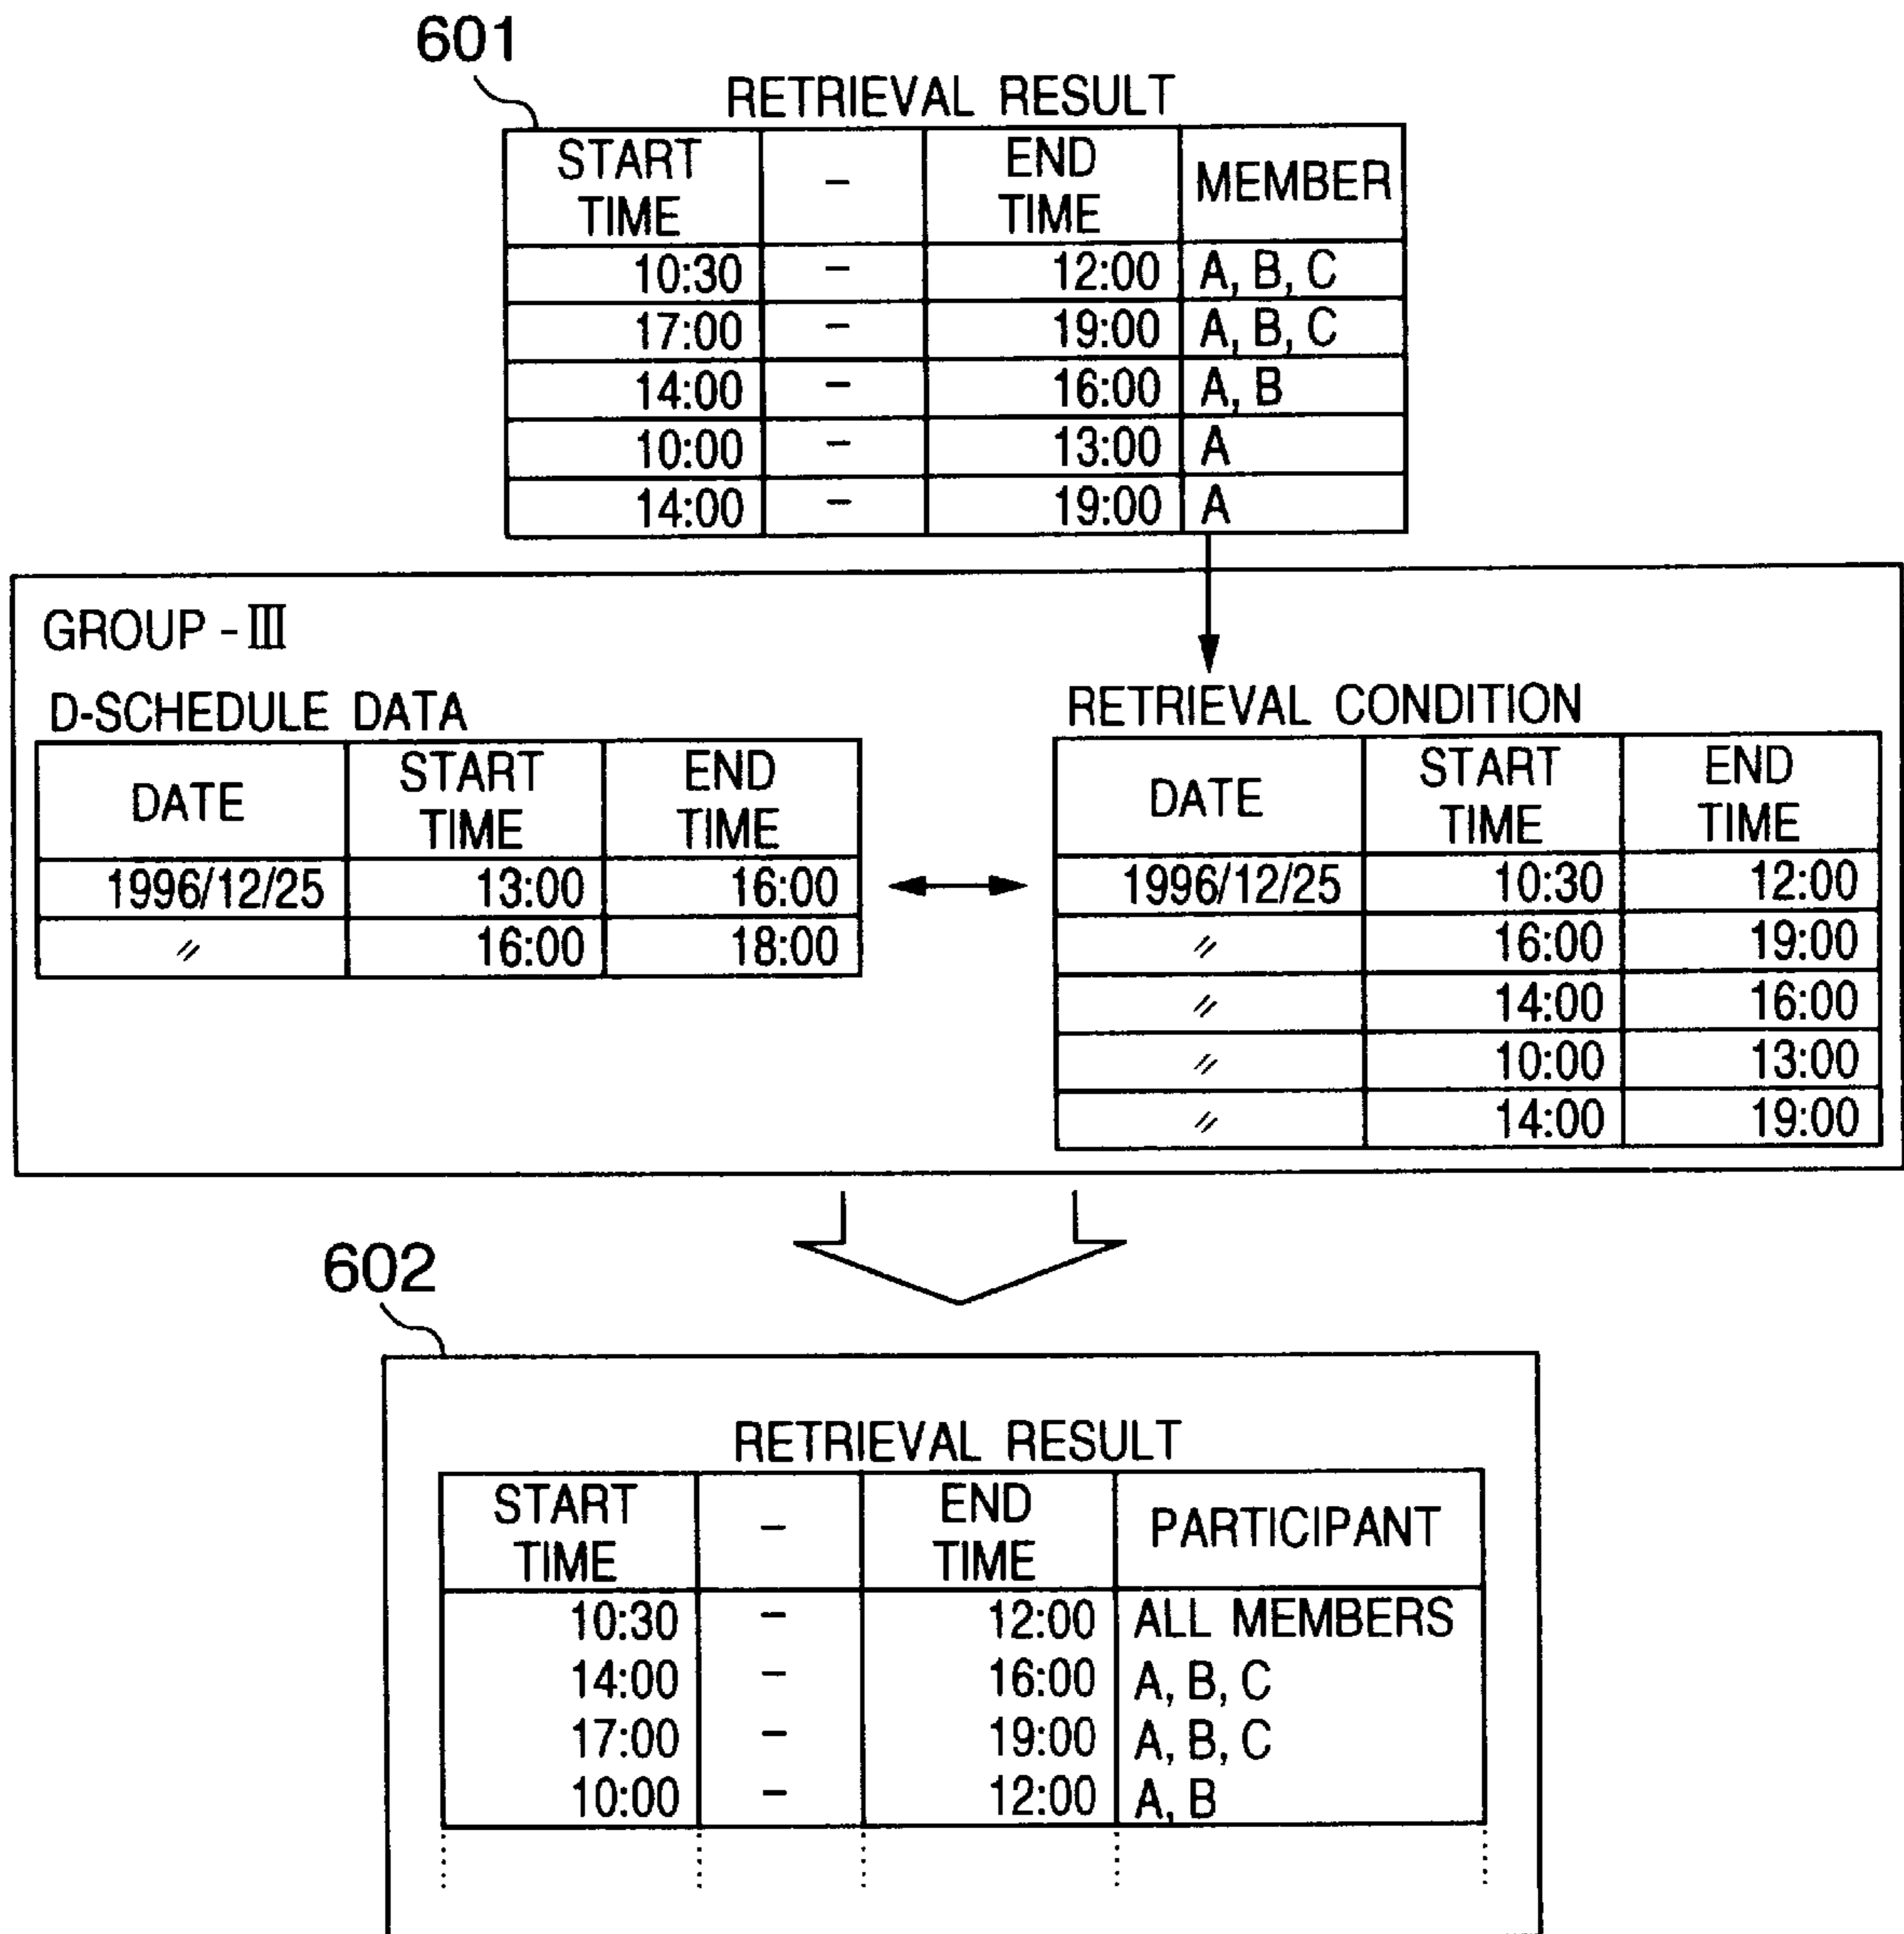 601
RETRIEVAL RESULT
START TIME - END TIME MEMBER
10:30 - 12:00 A, B, C
17:00 - 19:00 A, B, C
14:00 - 16:00 A, B
10:00 - 13:00 A
14:00 - 19:00 A
GROUP - III
D-SCHEDULE DATA
DATE START TIME END TIME
1996/12/25 13:00 16:00
〃 16:00 18:00
RETRIEVAL CONDITION
DATE START TIME END TIME
1996/12/25 10:30 12:00
〃 16:00 19:00
〃 14:00 16:00
〃 10:00 13:00
〃 14:00 19:00
602
RETRIEVAL RESULT
START TIME - END TIME PARTICIPANT
10:30 - 12:00 ALL MEMBERS
14:00 - 16:00 A, B, C
17:00 - 19:00 A, B, C
10:00 - 12:00 A, B